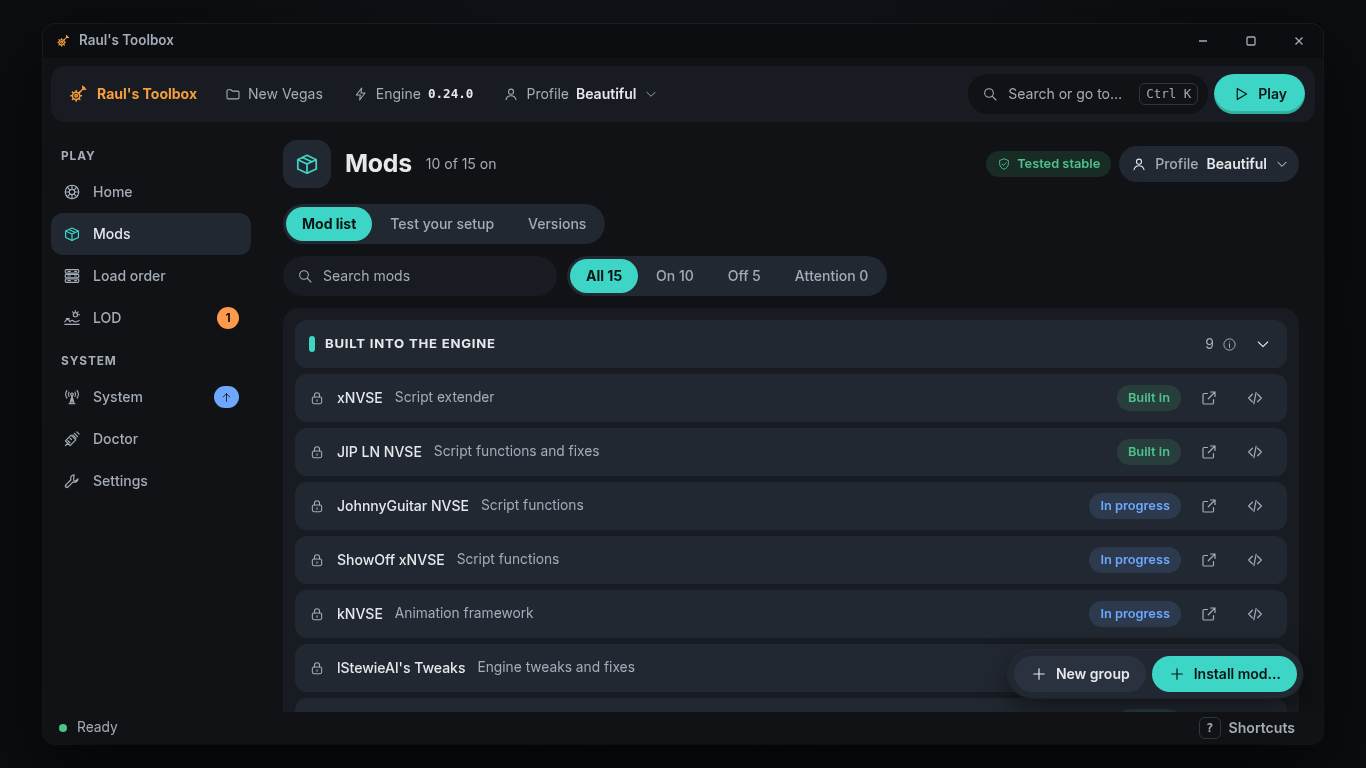 Raul's Toolbox
Raul's Toolbox New Vegas Engine 0.24.0 Profile Beautiful Search or go to... Ctrl K Play
PLAY
Home
Mods
Load order
LOD 1
SYSTEM
System
Doctor
Settings
Mods 10 of 15 on Tested stable Profile Beautiful
Mod list Test your setup Versions
Search mods All 15 On 10 Off 5 Attention 0
BUILT INTO THE ENGINE 9
xNVSE Script extender Built in
JIP LN NVSE Script functions and fixes Built in
JohnnyGuitar NVSE Script functions In progress
ShowOff xNVSE Script functions In progress
kNVSE Animation framework In progress
lStewieAl's Tweaks Engine tweaks and fixes
New group Install mod...
Ready ? Shortcuts